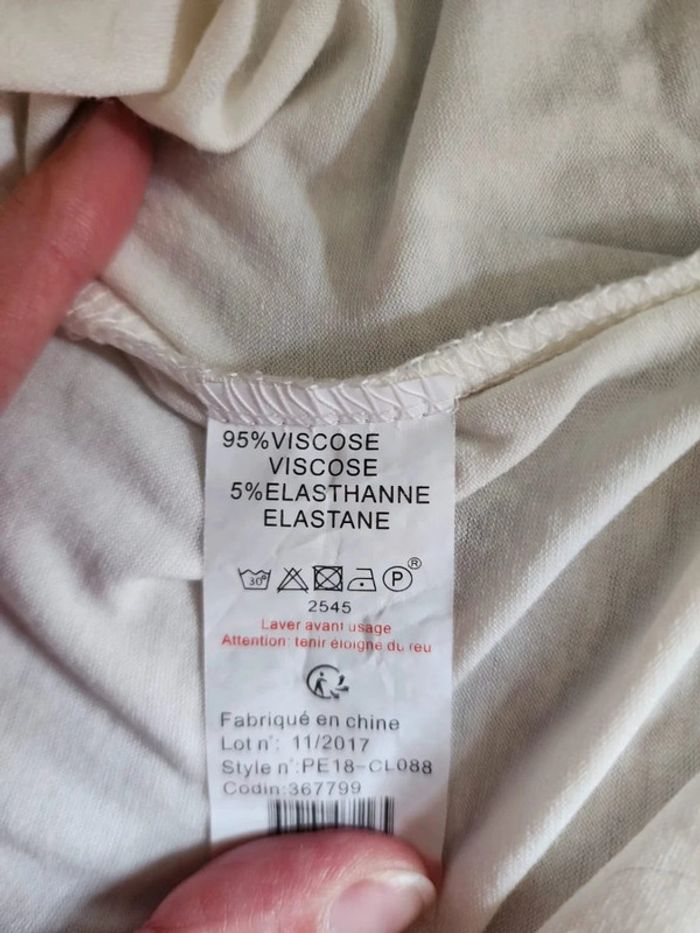 95%VISCOSE
VISCOSE
5%ELASTHANNE
ELASTANE
30°
P®
2545
Laver avant usage
Attention: tenir éloigné du feu
Fabriqué en chine
Lot n°: 11/2017
Style n°:PE18-CL088
Codin:367799